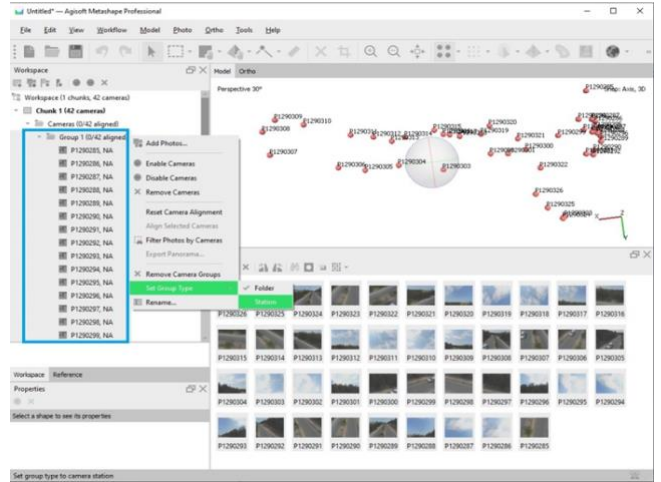 Untitled* — Agisoft Metashape Professional
File Edit View Workflow Model Photo Ortho Tools Help
Workspace
Model Ortho
Workspace (1 chunks, 42 cameras)
Chunk 1 (42 cameras)
Cameras (0/42 aligned)
Group 1 (0/42 aligned)
P1290285, NA
P1290286, NA
P1290287, NA
P1290288, NA
P1290289, NA
P1290290, NA
P1290291, NA
P1290292, NA
P1290293, NA
P1290294, NA
P1290295, NA
P1290296, NA
P1290297, NA
P1290298, NA
P1290299, NA
Add Photos...
Enable Cameras
Disable Cameras
Remove Cameras
Reset Camera Alignment
Align Selected Cameras
Filter Photos by Cameras
Export Panorama...
Remove Camera Groups
Set Group Type
Rename...
Folder
Station
Perspective 30°
Snap: Axis, 3D
P1290309
P1290310
P1290308
P1290307
P1290306
P1290305
P1290304
P1290303
P1290312
P1290313
P1290314
P1290315
P1290320
P1290319
P1290321
P1290300
P1290322
P1290326
P1290325
X
Z
Y
P1290326 P1290325 P1290324 P1290323 P1290322 P1290321 P1290320 P1290319 P1290318 P1290317 P1290316
P1290315 P1290314 P1290313 P1290312 P1290311 P1290310 P1290309 P1290308 P1290307 P1290306 P1290305
P1290304 P1290303 P1290302 P1290301 P1290300 P1290299 P1290298 P1290297 P1290296 P1290295 P1290294
P1290293 P1290292 P1290291 P1290290 P1290289 P1290288 P1290287 P1290286 P1290285
Workspace Reference
Properties
Select a shape to see its properties
Set group type to camera station